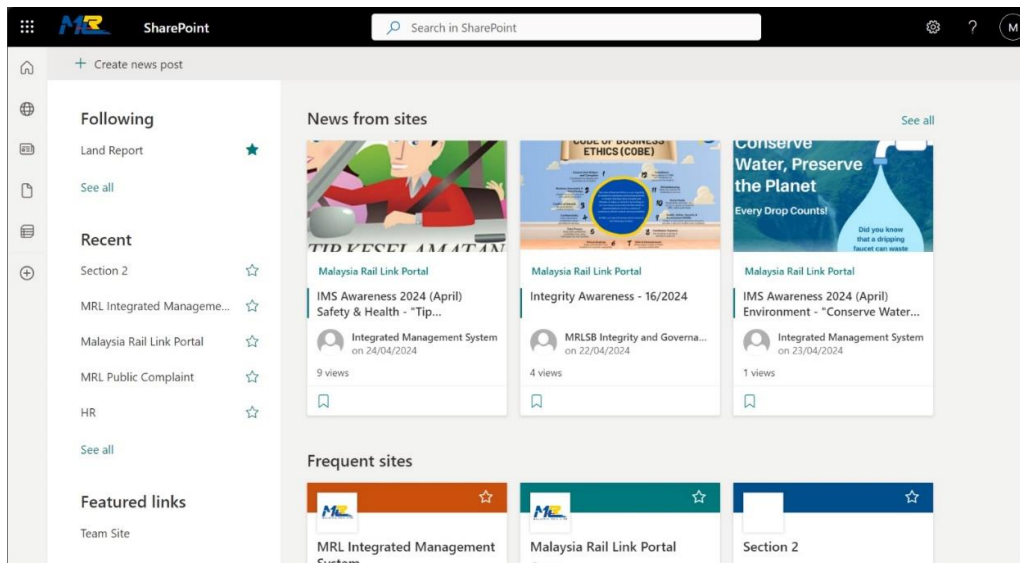 MRL
SharePoint
Search in SharePoint
?
M
+ Create news post
Following
Land Report
See all
Recent
Section 2
MRL Integrated Manageme...
Malaysia Rail Link Portal
MRL Public Complaint
HR
See all
Featured links
Team Site
News from sites
See all
TIP KESELAMATAN
Malaysia Rail Link Portal
IMS Awareness 2024 (April)
Safety & Health - "Tip...
Integrated Management System
on 24/04/2024
9 views
CODE OF BUSINESS
ETHICS (COBE)
Malaysia Rail Link Portal
Integrity Awareness - 16/2024
MRLSB Integrity and Governa...
on 22/04/2024
4 views
Conserve
Water, Preserve
the Planet
Every Drop Counts!
Did you know
that a dripping
faucet can waste
Malaysia Rail Link Portal
IMS Awareness 2024 (April)
Environment - "Conserve Water...
Integrated Management System
on 23/04/2024
1 views
Frequent sites
MRL
MRL Integrated Management
System
MRL
Malaysia Rail Link Portal
Section 2